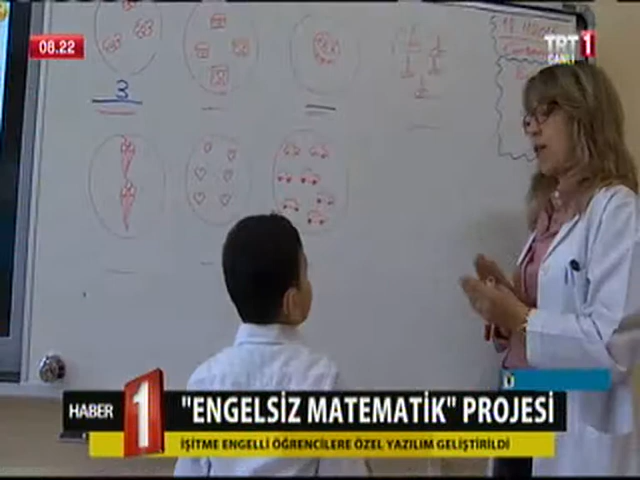 08.22
TRT 1
CANLI
3
HABER 1
"ENGELSİZ MATEMATİK" PROJESİ
İŞİTME ENGELLİ ÖĞRENCİLERE ÖZEL YAZILIM GELİŞTİRİLDİ